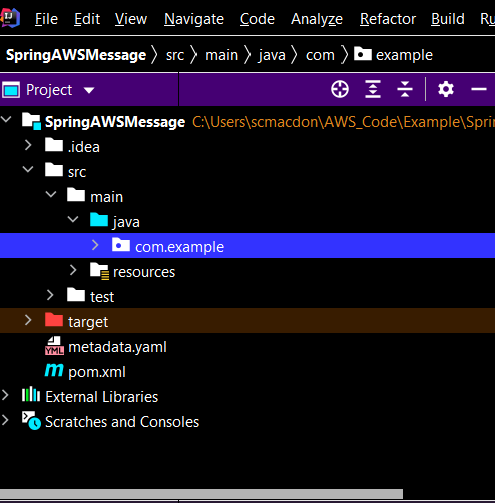 File Edit View Navigate Code Analyze Refactor Build
SpringAWSMessage src main java com example
Project
SpringAWSMessage C:\Users\scmacdon\AWS_Code\Example\Spri
.idea
src
main
java
com.example
resources
test
target
YML metadata.yaml
m pom.xml
External Libraries
Scratches and Consoles